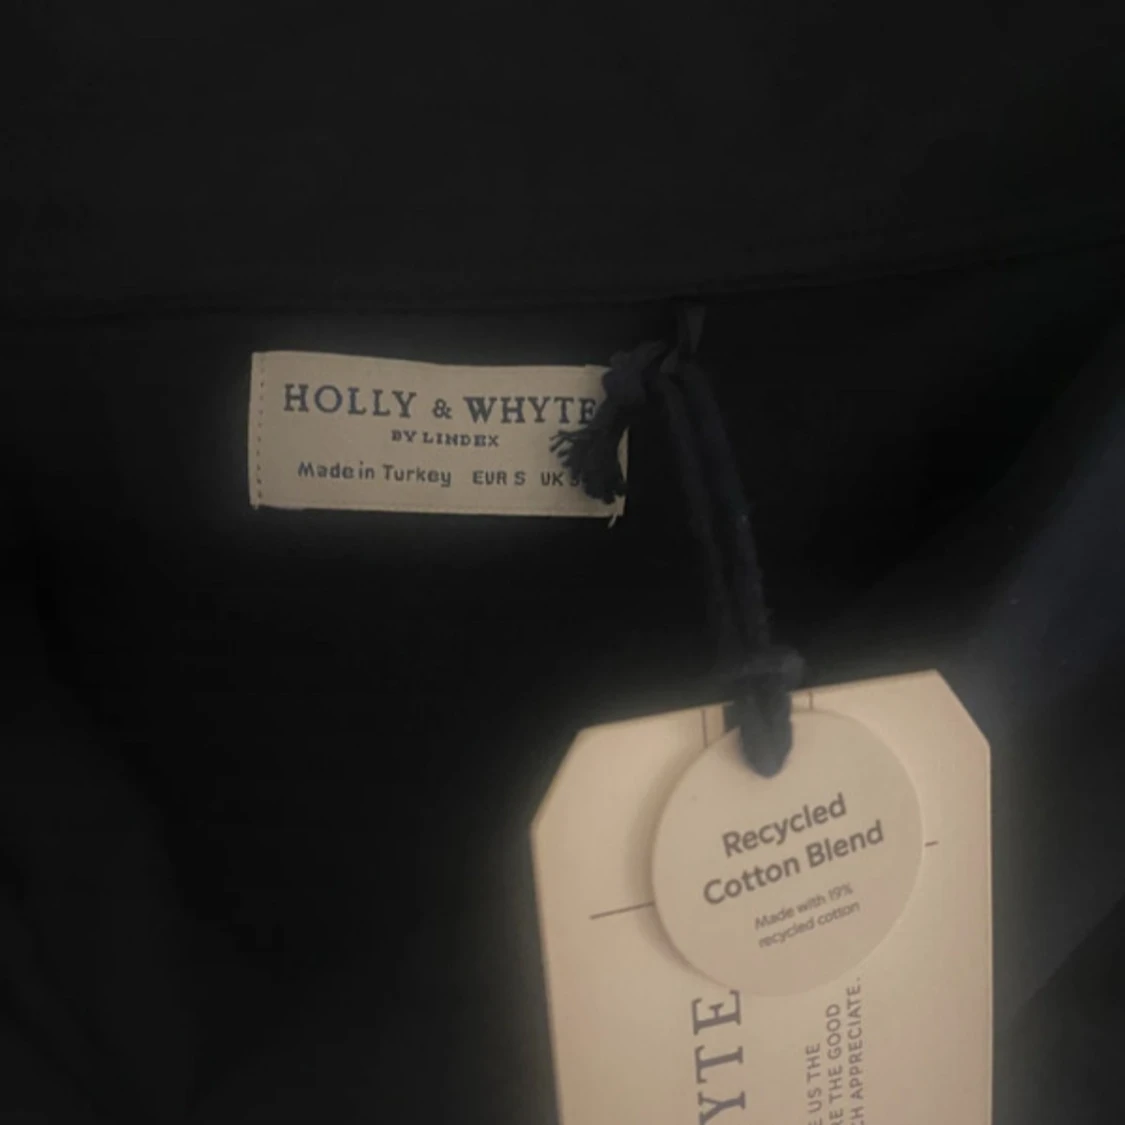 HOLLY & WHYTE
BY LINDEX
Made in Turkey EUR S UK S
Recycled
Cotton Blend
Made with 19%
recycled cotton
YTE
US THE
THE GOOD
APPRECIATE.